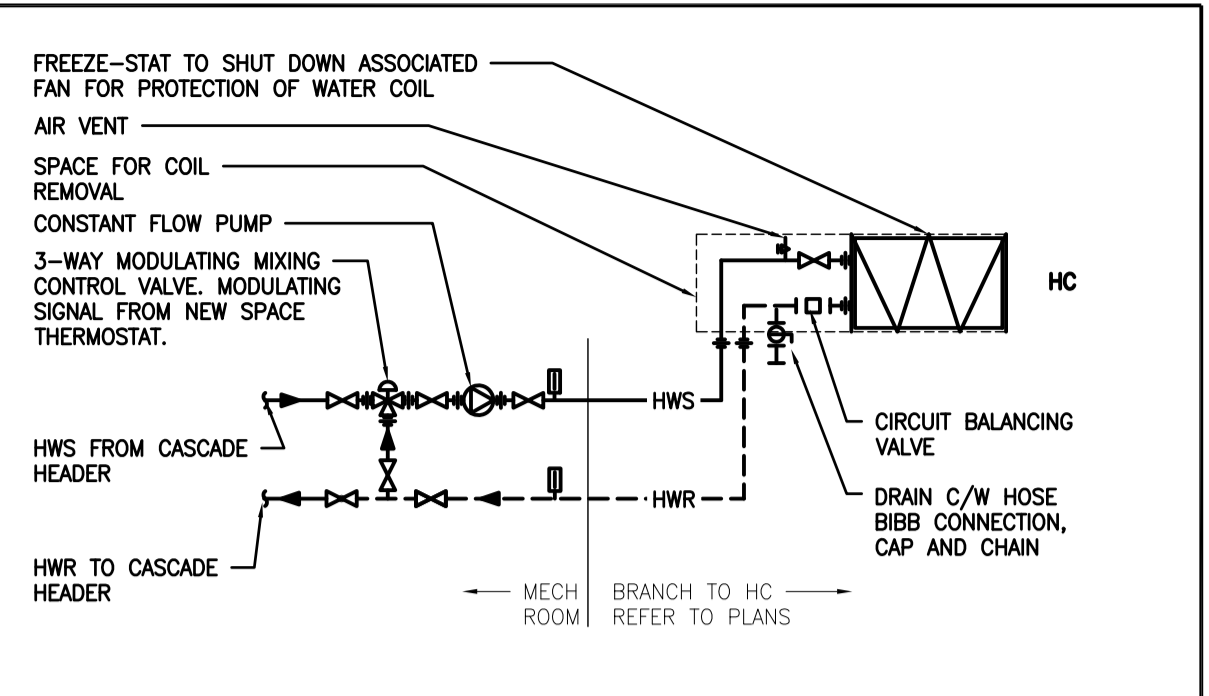 FREEZE-STAT TO SHUT DOWN ASSOCIATED
FAN FOR PROTECTION OF WATER COIL
AIR VENT
SPACE FOR COIL
REMOVAL
CONSTANT FLOW PUMP
3-WAY MODULATING MIXING
CONTROL VALVE. MODULATING
SIGNAL FROM NEW SPACE
THERMOSTAT.
HC
HWS
HWS FROM CASCADE
HEADER
CIRCUIT BALANCING
VALVE
HWR
DRAIN C/W HOSE
BIBB CONNECTION,
CAP AND CHAIN
HWR TO CASCADE
HEADER
MECH
ROOM
BRANCH TO HC
REFER TO PLANS